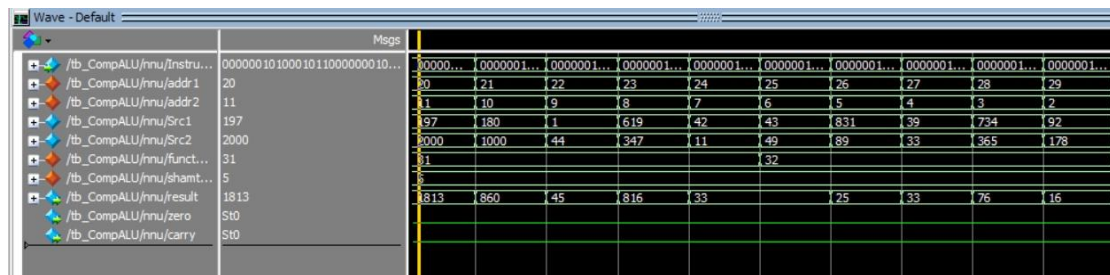 Wave - Default
Msgs
/tb_CompALU/nnu/Instru... 00000010100010110000000010... 00000... 0000001... 0000001... 0000001... 0000001... 0000001... 0000001... 0000001... 0000001... 0000001...
/tb_CompALU/nnu/addr1 20 20 21 22 23 24 25 26 27 28 29
/tb_CompALU/nnu/addr2 11 11 10 9 8 7 6 5 4 3 2
/tb_CompALU/nnu/Src1 197 197 180 1 619 42 43 831 39 734 92
/tb_CompALU/nnu/Src2 2000 2000 1000 44 347 11 49 89 33 365 178
/tb_CompALU/nnu/funct... 31 31 32
/tb_CompALU/nnu/shamt... 5 5
/tb_CompALU/nnu/result 1813 1813 860 45 816 33 25 33 76 16
/tb_CompALU/nnu/zero St0
/tb_CompALU/nnu/carry St0